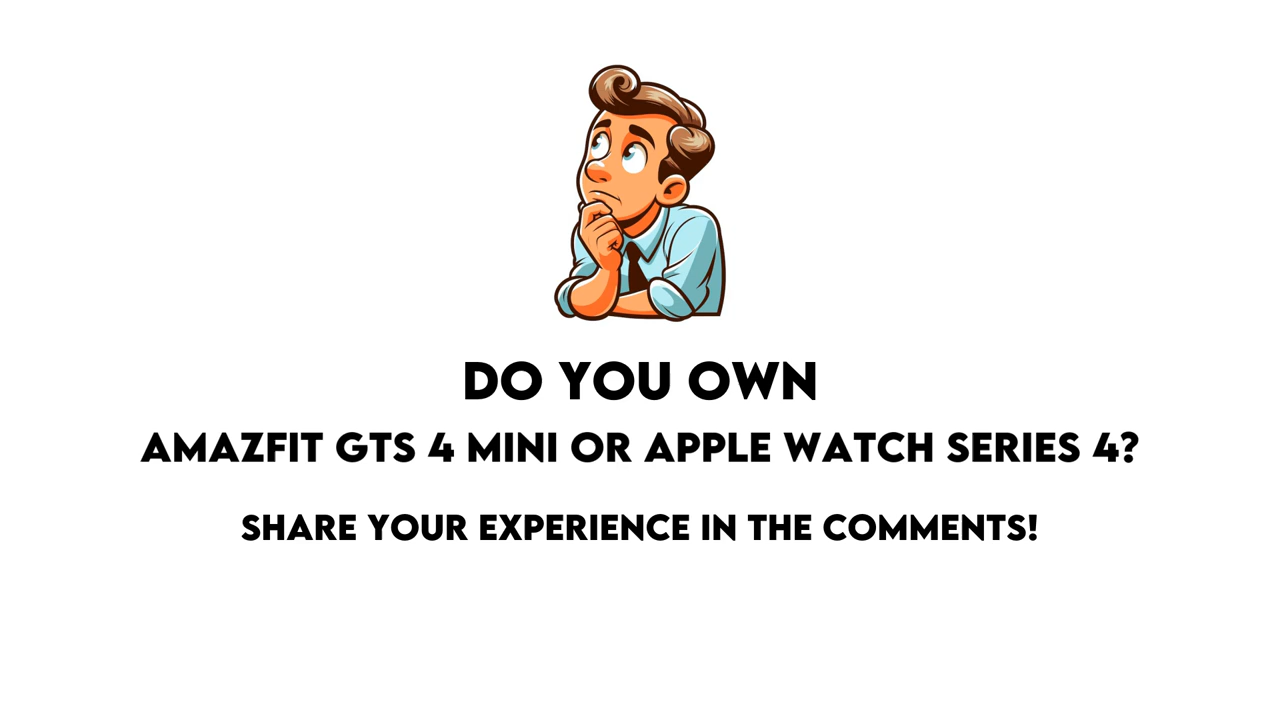 DO YOU OWN
AMAZFIT GTS 4 MINI OR APPLE WATCH SERIES 4?
SHARE YOUR EXPERIENCE IN THE COMMENTS!